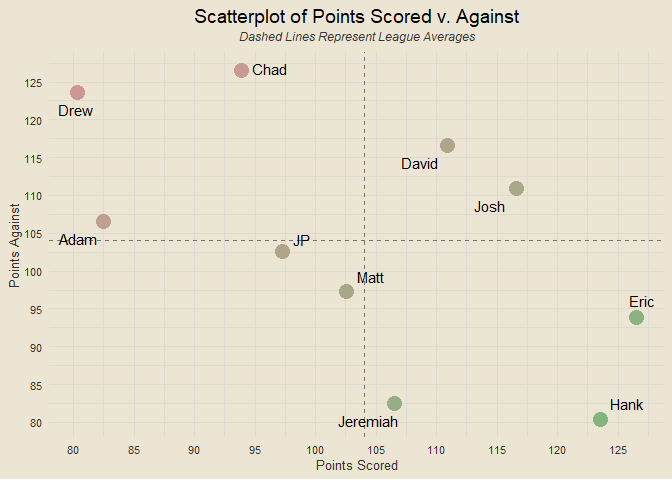 Scatterplot of Points Scored v. Against
Dashed Lines Represent League Averages
Chad
Drew
David
Josh
Adam
JP
Matt
Eric
Hank
Jeremiah
125
120
115
110
105
100
95
90
85
80
Points Against
80
85
90
95
100
105
110
115
120
125
Points Scored